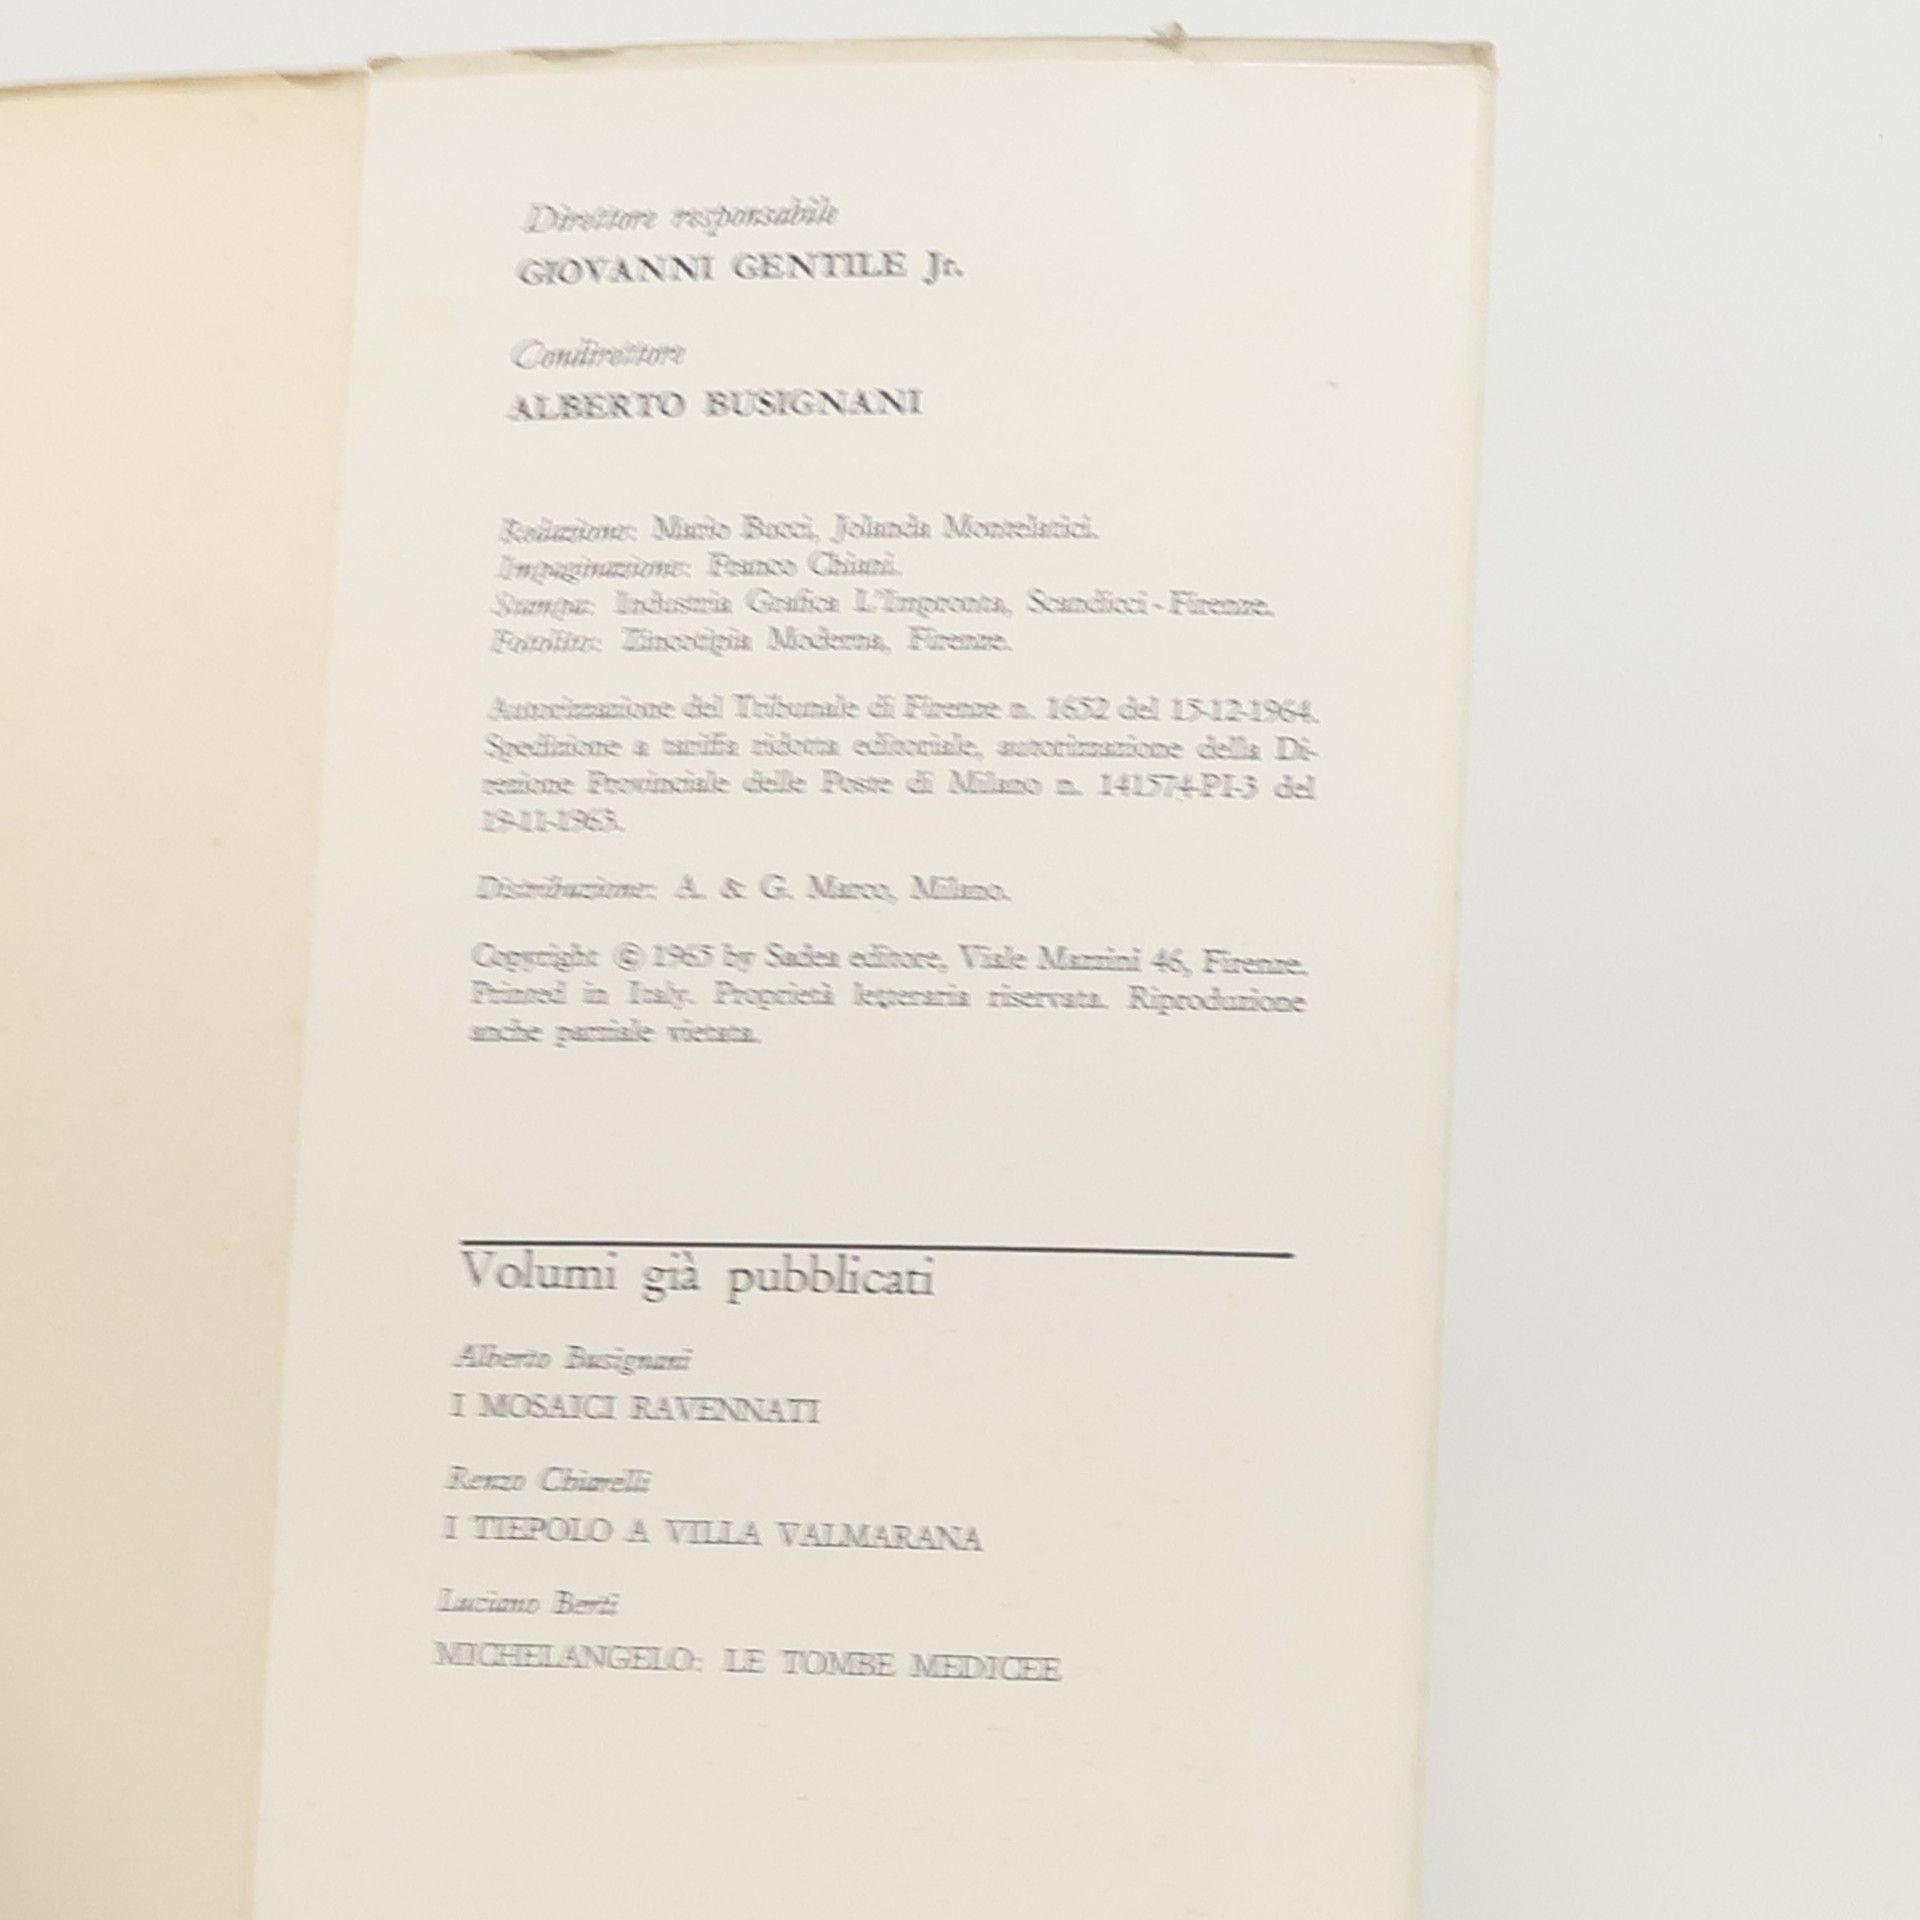 Direttore responsabile
GIOVANNI GENTILE Jr.
Condirettore
ALBERTO BUSIGNANI
Redazione: Mario Bucci, Jolanda Montelatici.
Impaginazione: Franco
Stampa: Industria Grafica L'Impronta, Scandicci - Firenze.
Fotolito: Zincotipia Moderna, Firenze.
Autorizzazione del Tribunale di Firenze n. 1652 del 15-12-1964.
Spedizione a tariffa ridotta editoriale, autorizzazione della Di-
rezione Provinciale delle Poste di Milano n. 141574-PI-3 del
19-11-1963.
Distribuzione: A. & G. Marco, Milano.
Copyright © 1965 by Sadea editore, Viale Mazzini 46, Firenze.
Printed in Italy. Proprietà letteraria riservata. Riproduzione
anche parziale vietata.
Volumi già pubblicati
Alberto Busignani
I MOSAICI RAVENNATI
Renzo Chiarelli
I TIEPOLO A VILLA VALMARANA
Luciano Berti
MICHELANGELO: LE TOMBE MEDICEE